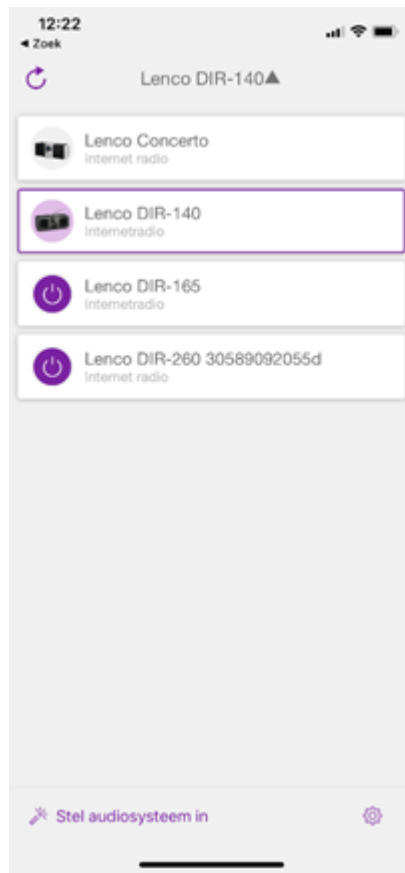 12:22
◀ Zoek
Lenco DIR-140▲
Lenco Concerto
Internet radio
Lenco DIR-140
Internetradio
Lenco DIR-165
Internetradio
Lenco DIR-260 30589092055d
Internet radio
Stel audiosysteem in